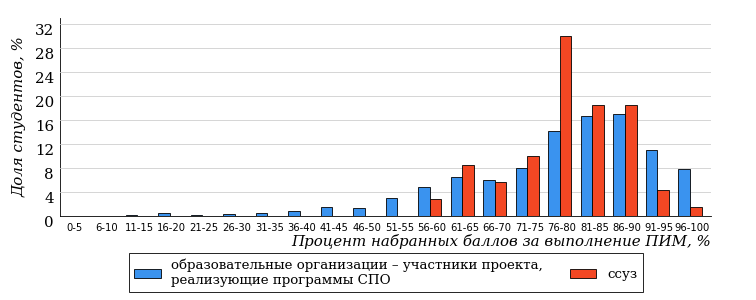 Доля студентов, %
32
28
24
20
16
12
8
4
0
0-5 6-10 11-15 16-20 21-25 26-30 31-35 36-40 41-45 46-50 51-55 56-60 61-65 66-70 71-75 76-80 81-85 86-90 91-95 96-100
Процент набранных баллов за выполнение ПИМ, %
образовательные организации – участники проекта,
реализующие программы СПО
ссуз